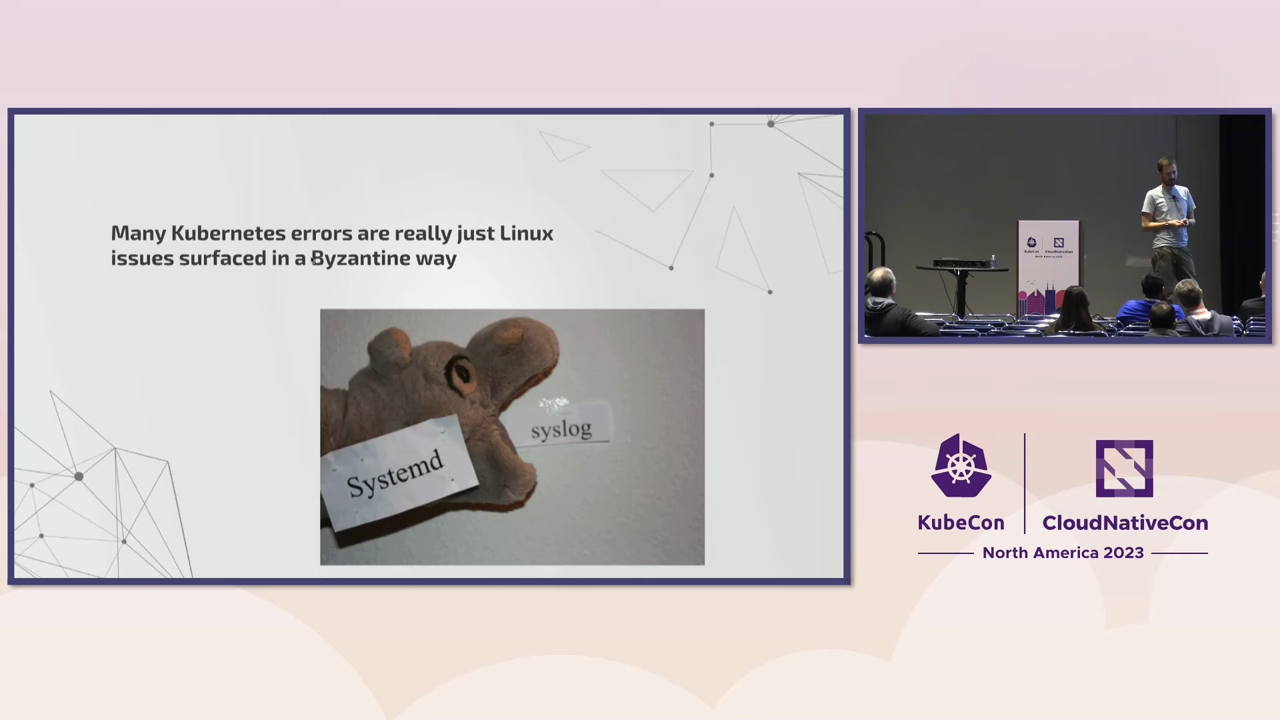 Many Kubernetes errors are really just Linux
issues surfaced in a Byzantine way
syslog
Systemd
KubeCon
CloudNativeCon
North America 2023